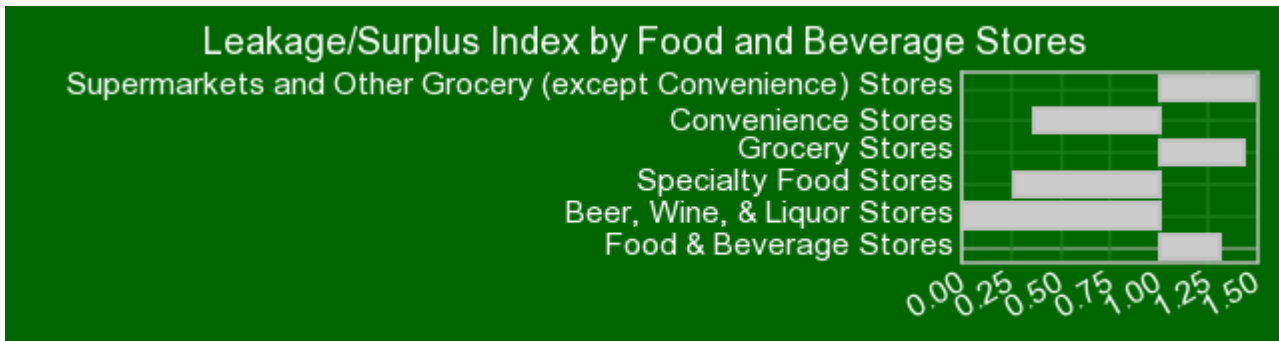 Leakage/Surplus Index by Food and Beverage Stores
Supermarkets and Other Grocery (except Convenience) Stores
Convenience Stores
Grocery Stores
Specialty Food Stores
Beer, Wine, & Liquor Stores
Food & Beverage Stores
0.00 0.25 0.50 0.75 1.00 1.25 1.50